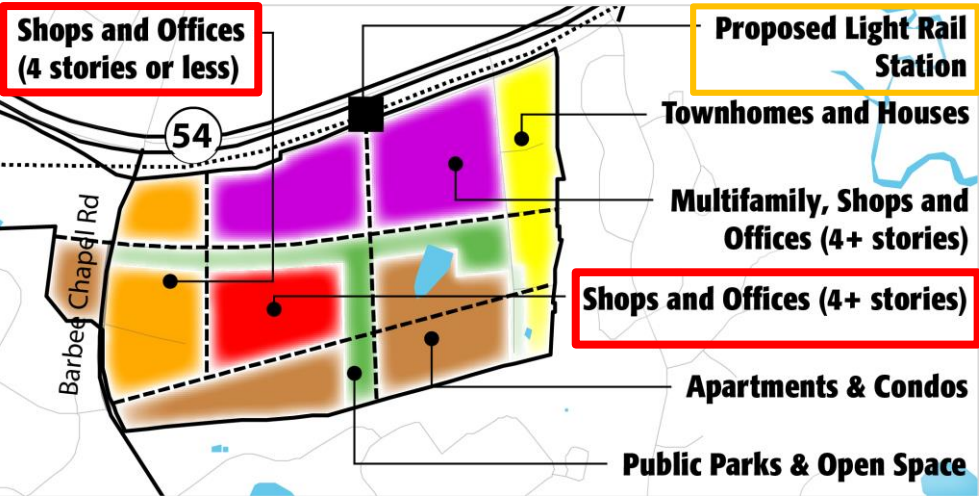 Shops and Offices
(4 stories or less)
Proposed Light Rail
Station
54
Townhomes and Houses
Multifamily, Shops and
Offices (4+ stories)
Barbee Chapel Rd
Shops and Offices (4+ stories)
Apartments & Condos
Public Parks & Open Space